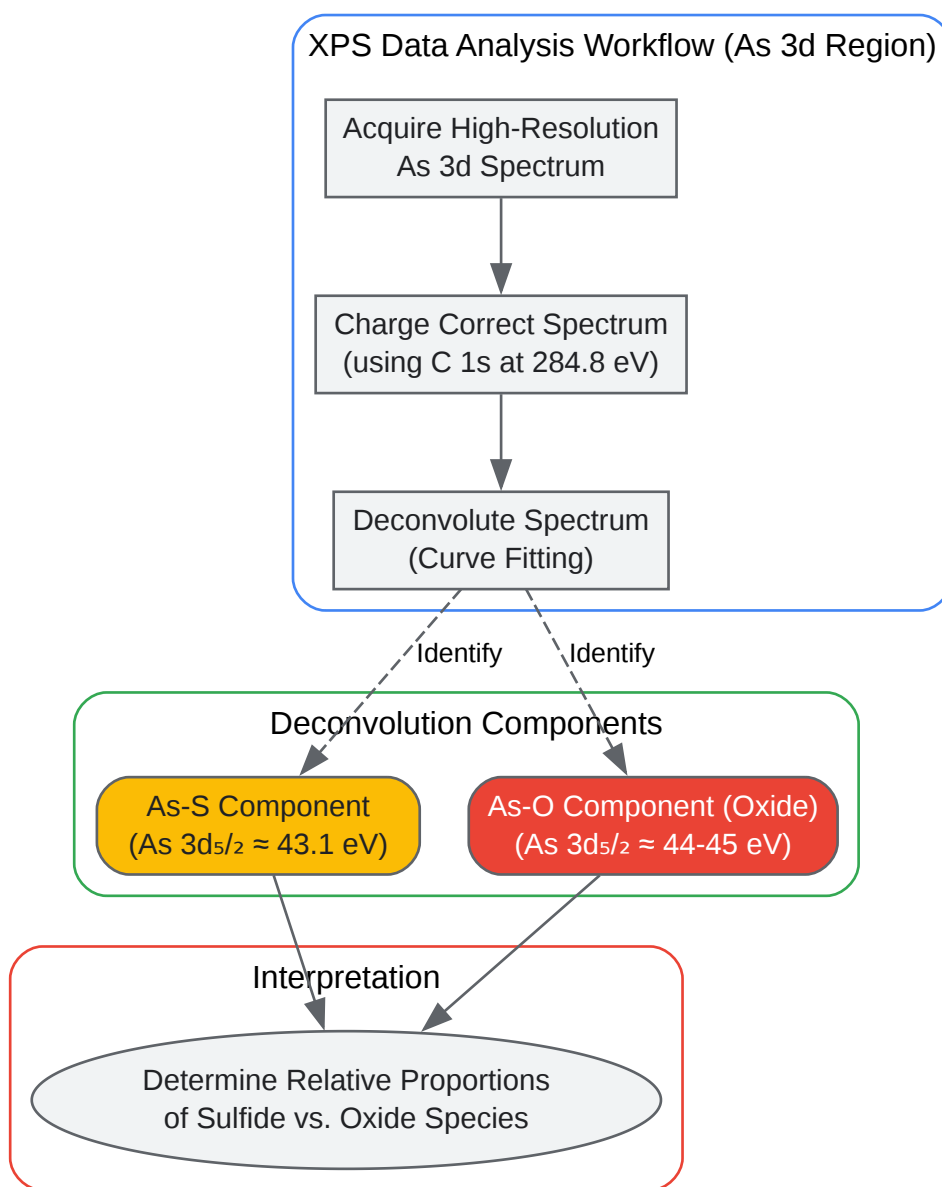 XPS Data Analysis Workflow (As 3d Region)
Acquire High-Resolution
As 3d Spectrum
Charge Correct Spectrum
(using C 1s at 284.8 eV)
Deconvolute Spectrum
(Curve Fitting)
Identify
Identify
Deconvolution Components
As-S Component
(As 3d₅/₂ ≈ 43.1 eV)
As-O Component (Oxide)
(As 3d₅/₂ ≈ 44-45 eV)
Interpretation
Determine Relative Proportions
of Sulfide vs. Oxide Species